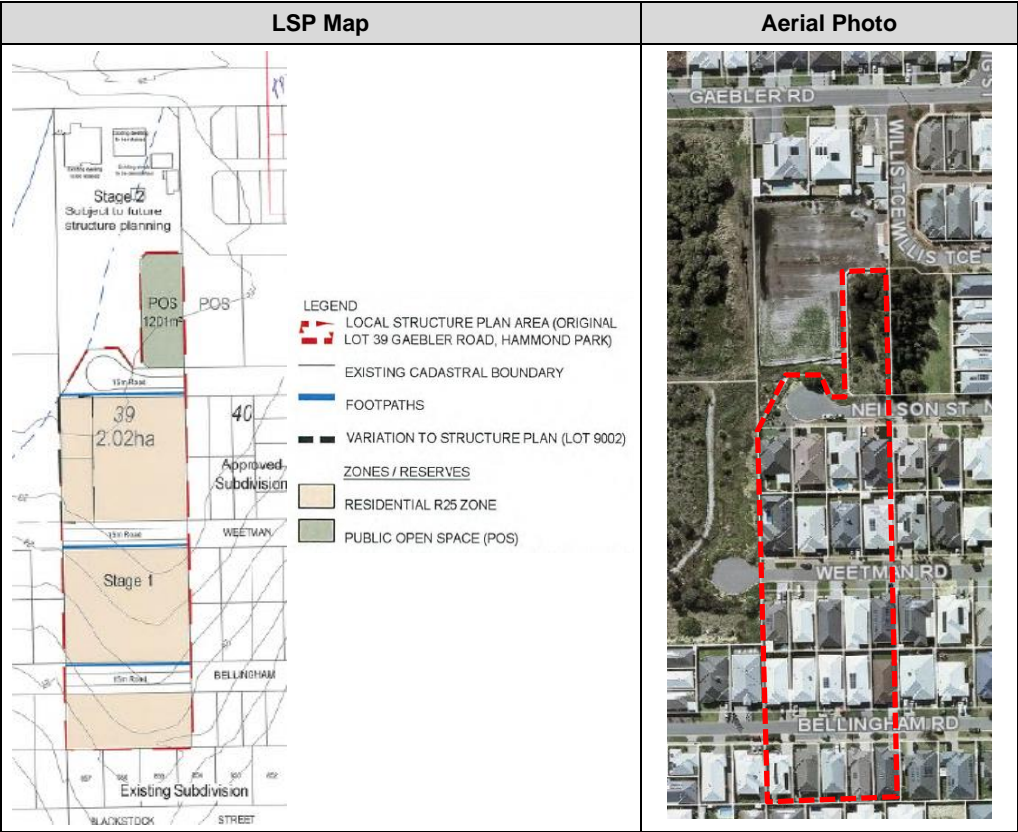 LSP Map
Aerial Photo
Stage 2
Subject to future
structure planning
POS
1201m²
POS
15m Road
39
2.02ha
40
Approved
Subdivision
15m Road
WEETMAN
Stage 1
15m Road
BELLINGHAM
Existing Subdivision
BLACKSTOCK STREET
LEGEND
LOCAL STRUCTURE PLAN AREA (ORIGINAL
LOT 39 GAEBLER ROAD, HAMMOND PARK)
EXISTING CADASTRAL BOUNDARY
FOOTPATHS
VARIATION TO STRUCTURE PLAN (LOT 9002)
ZONES / RESERVES
RESIDENTIAL R25 ZONE
PUBLIC OPEN SPACE (POS)
GAEBLER RD
WILLIS TCE
WILLIS TCE
NEILSON ST
WEETMAN RD
BELLINGHAM RD